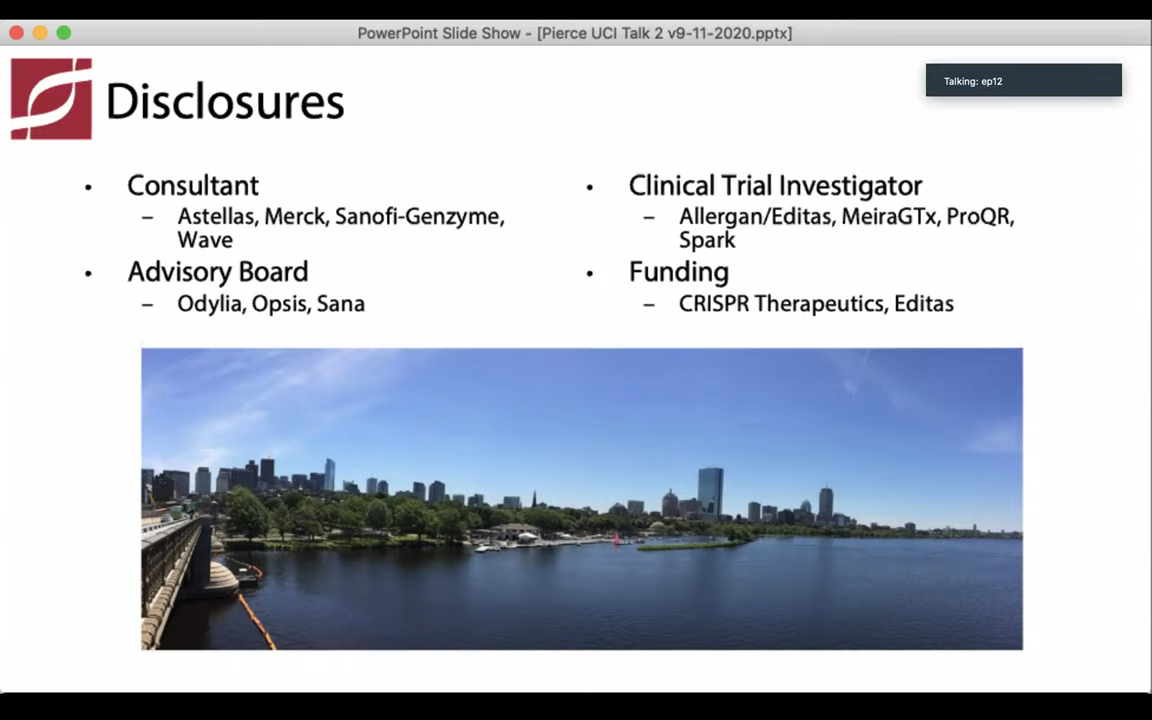 PowerPoint Slide Show - [Pierce UCI Talk 2 v9-11-2020.pptx]
Talking: ep12
Disclosures
• Consultant
– Astellas, Merck, Sanofi-Genzyme,
Wave
• Advisory Board
– Odylia, Opsis, Sana
• Clinical Trial Investigator
– Allergan/Editas, MeiraGTx, ProQR,
Spark
• Funding
– CRISPR Therapeutics, Editas